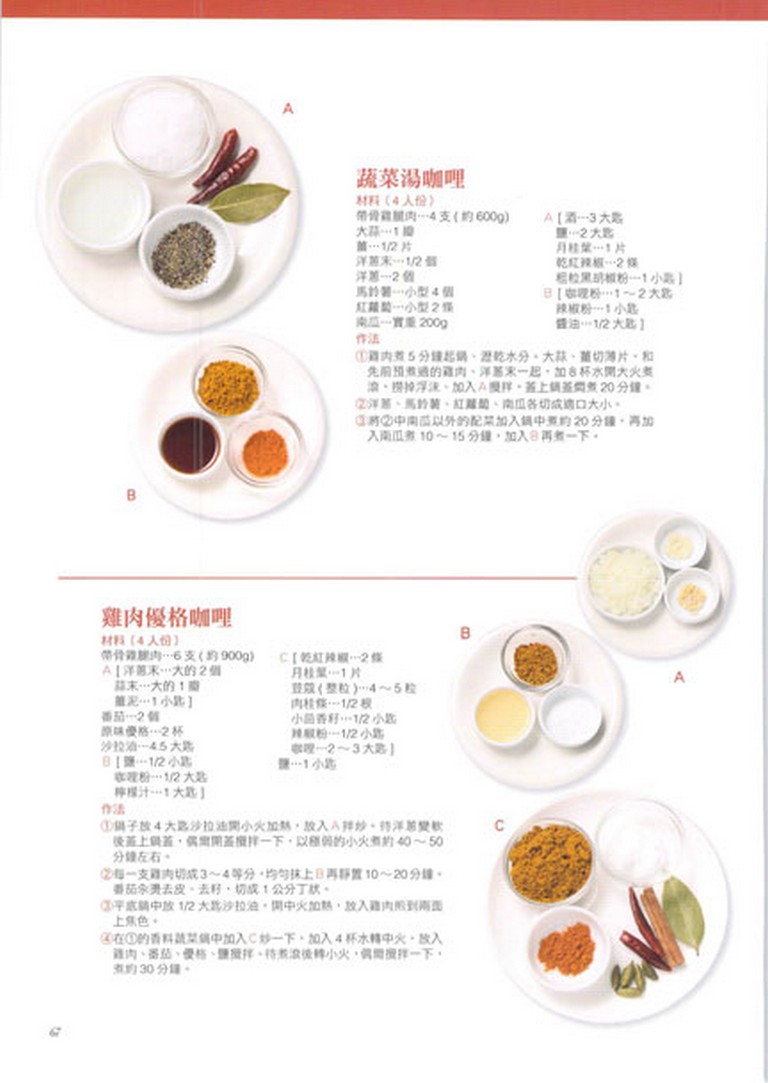 A
蔬菜湯咖哩
材料（4人份）
帶骨雞腿肉…4支(約600g)
大蒜…1瓣
薑…1/2片
洋蔥末…1/2個
洋蔥…2個
馬鈴薯…小型4個
紅蘿蔔…小型2條
南瓜…實重200g
A [ 酒…3大匙
鹽…2大匙
月桂葉…1片
乾紅辣椒…2條
粗粒黑胡椒粉…1小匙 ]
B [ 咖哩粉…1～2大匙
辣椒粉…1小匙
醬油…1/2大匙 ]
作法
①雞肉煮5分鐘起鍋、瀝乾水分。大蒜、薑切薄片，和
先前預煮過的雞肉、洋蔥末一起，加8杯水開大火煮
滾，撈掉浮沫，加入A攪拌，蓋上鍋蓋燜煮20分鐘。
②洋蔥、馬鈴薯、紅蘿蔔、南瓜各切成適口大小。
③將②中南瓜以外的配菜加入鍋中煮約20分鐘，再加
入南瓜煮10～15分鐘，加入B再煮一下。
B
雞肉優格咖哩
材料（4人份）
帶骨雞腿肉…6支(約900g)
A [ 洋蔥末…大的2個
蒜末…大的1瓣
薑泥…1小匙 ]
番茄…2個
原味優格…2杯
沙拉油…4.5大匙
B [ 鹽…1/2小匙
咖哩粉…1/2大匙
檸檬汁…1大匙 ]
C [ 乾紅辣椒…2條
月桂葉…1片
荳蔻(整粒)…4～5粒
肉桂條…1/2根
小茴香籽…1/2小匙
辣椒粉…1/2小匙
咖哩…2～3大匙 ]
鹽…1小匙
作法
①鍋子放4大匙沙拉油開小火加熱，放入A拌炒。待洋蔥變軟
後蓋上鍋蓋，偶爾開蓋攪拌一下，以極弱的小火煮約40～50
分鐘左右。
②每一支雞肉切成3～4等分，均勻抹上B再靜置10～20分鐘。
番茄汆燙去皮、去籽，切成1公分丁狀。
③平底鍋中放1/2大匙沙拉油，開中火加熱，放入雞肉煎到兩面
上焦色。
④在①的香料蔬菜鍋中加入C炒一下，加入4杯水轉中火，放入
雞肉、番茄、優格、鹽攪拌。待煮滾後轉小火，偶爾攪拌一下，
煮約30分鐘。
A
B
C
67